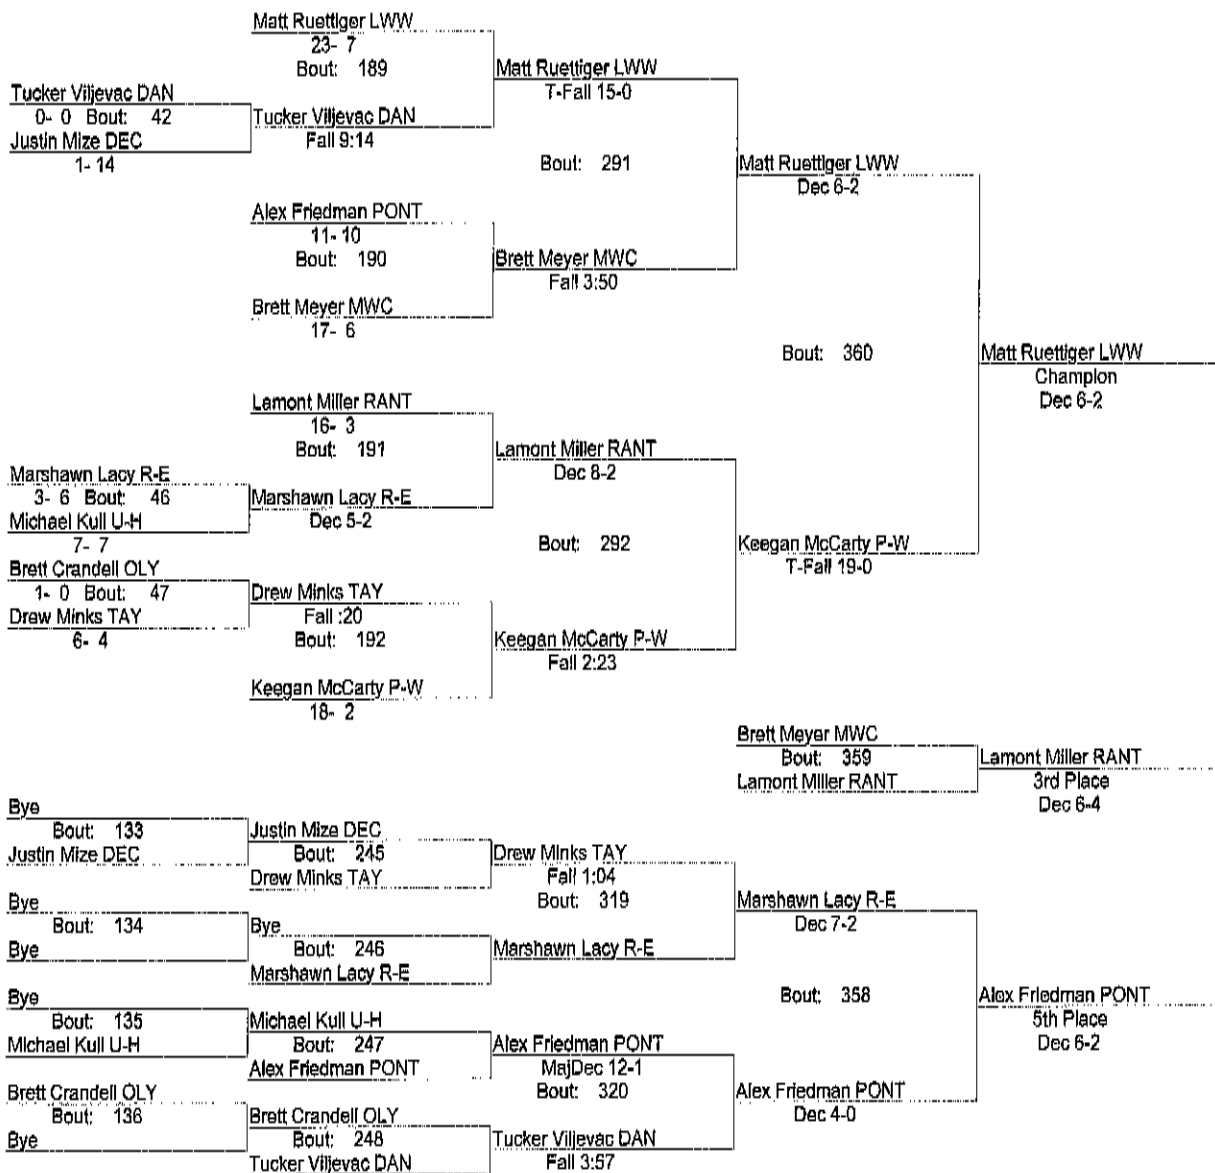 Matt Ruettiger LWW
23- 7
Bout: 189
Matt Ruettiger LWW
T-Fall 15-0
Tucker Viljevac DAN
0- 0 Bout: 42
Tucker Viljevac DAN
Fall 9:14
Justin Mize DEC
1- 14
Bout: 291
Matt Ruettiger LWW
Dec 6-2
Alex Friedman PONT
11- 10
Bout: 190
Brett Meyer MWC
Fall 3:50
Brett Meyer MWC
17- 6
Bout: 360
Matt Ruettiger LWW
Champion
Dec 6-2
Lamont Miller RANT
16- 3
Bout: 191
Lamont Miller RANT
Dec 8-2
Marshawn Lacy R-E
3- 6 Bout: 46
Marshawn Lacy R-E
Dec 5-2
Michael Kull U-H
7- 7
Bout: 292
Keegan McCarty P-W
T-Fall 19-0
Brett Crandell OLY
1- 0 Bout: 47
Drew Minks TAY
Fall :20
Drew Minks TAY
6- 4
Bout: 192
Keegan McCarty P-W
Fall 2:23
Keegan McCarty P-W
18- 2
Brett Meyer MWC
Bout: 359
Lamont Miller RANT
Lamont Miller RANT
3rd Place
Dec 6-4
Bye
Bout: 133
Justin Mize DEC
Justin Mize DEC
Bout: 245
Drew Minks TAY
Drew Minks TAY
Fall 1:04
Bout: 319
Bye
Bout: 134
Bye
Bye
Bout: 246
Marshawn Lacy R-E
Marshawn Lacy R-E
Marshawn Lacy R-E
Dec 7-2
Bye
Bout: 135
Michael Kull U-H
Michael Kull U-H
Bout: 247
Alex Friedman PONT
Alex Friedman PONT
MajDec 12-1
Bout: 320
Bout: 358
Alex Friedman PONT
5th Place
Dec 6-2
Brett Crandell OLY
Bout: 136
Bye
Brett Crandell OLY
Bout: 248
Tucker Viljevac DAN
Tucker Viljevac DAN
Fall 3:57
Alex Friedman PONT
Dec 4-0